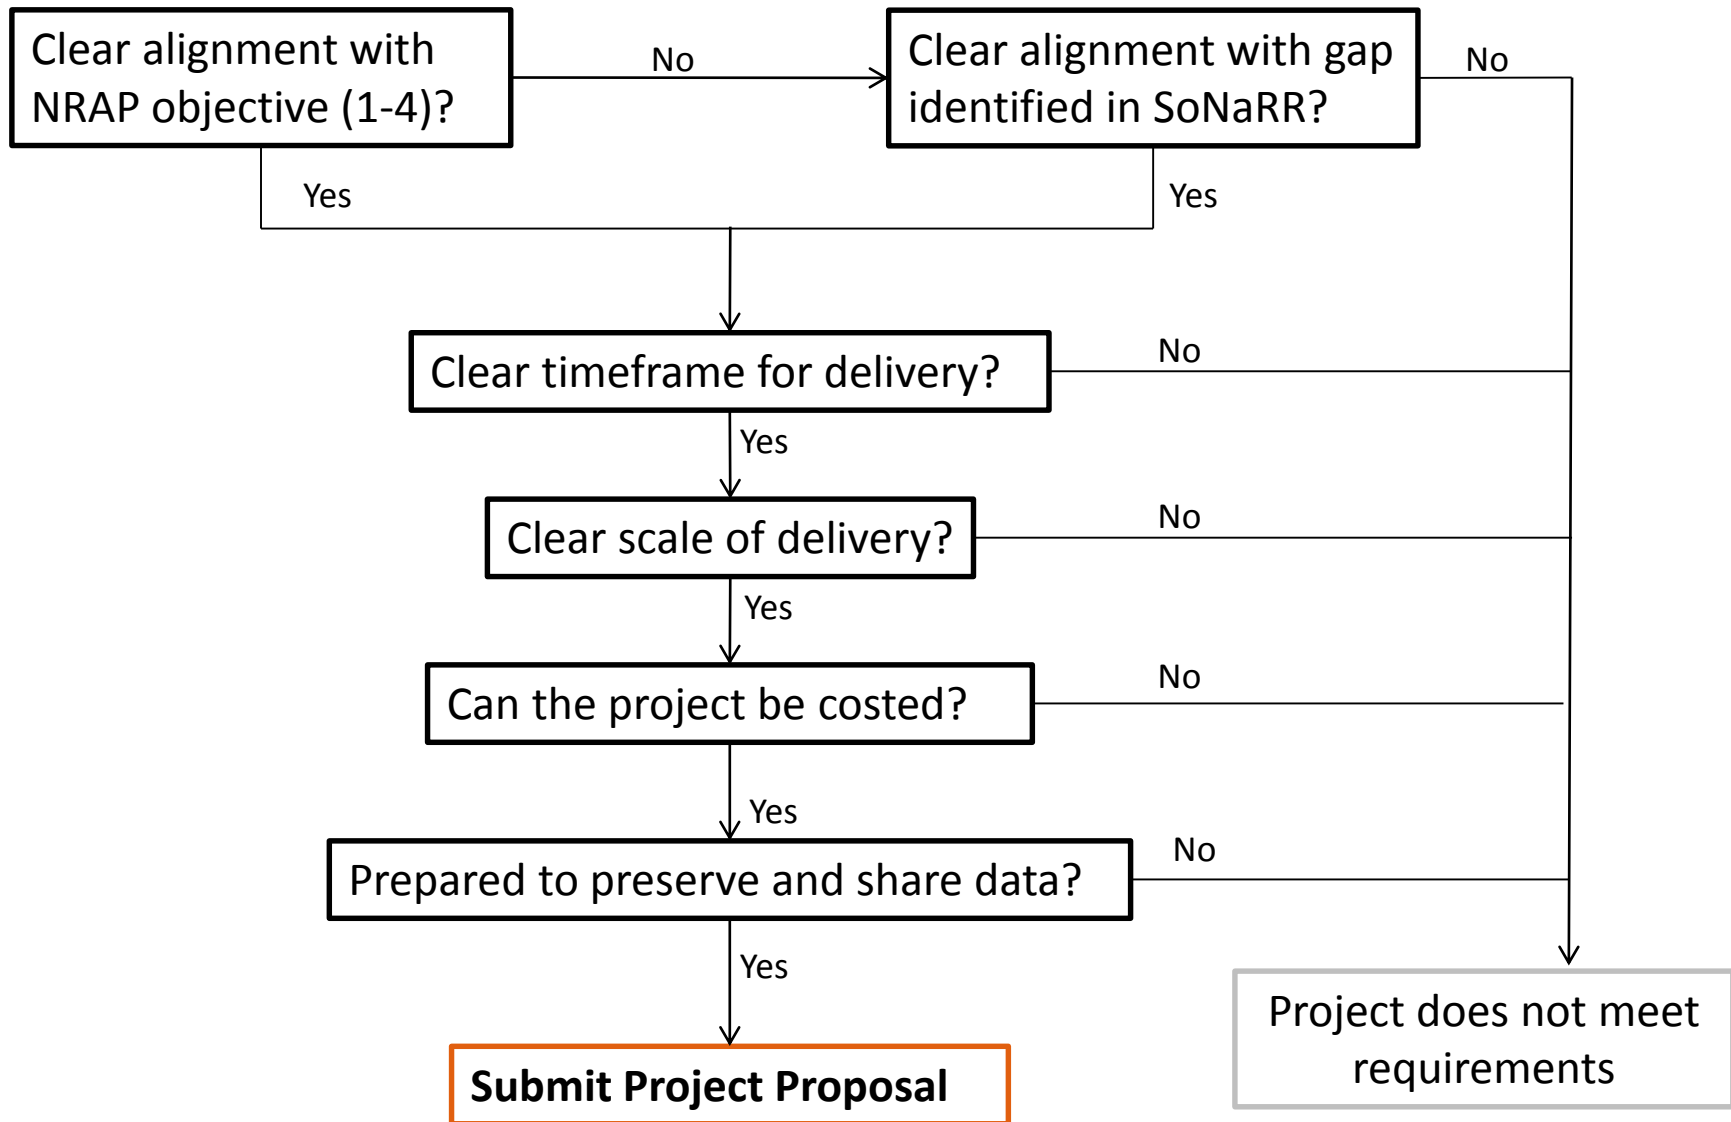 Clear alignment with
NRAP objective (1-4)?
No
Clear alignment with gap
identified in SoNaRR?
No
Yes
Yes
Clear timeframe for delivery?
No
Yes
Clear scale of delivery?
No
Yes
Can the project be costed?
No
Yes
Prepared to preserve and share data?
No
Yes
Submit Project Proposal
Project does not meet
requirements